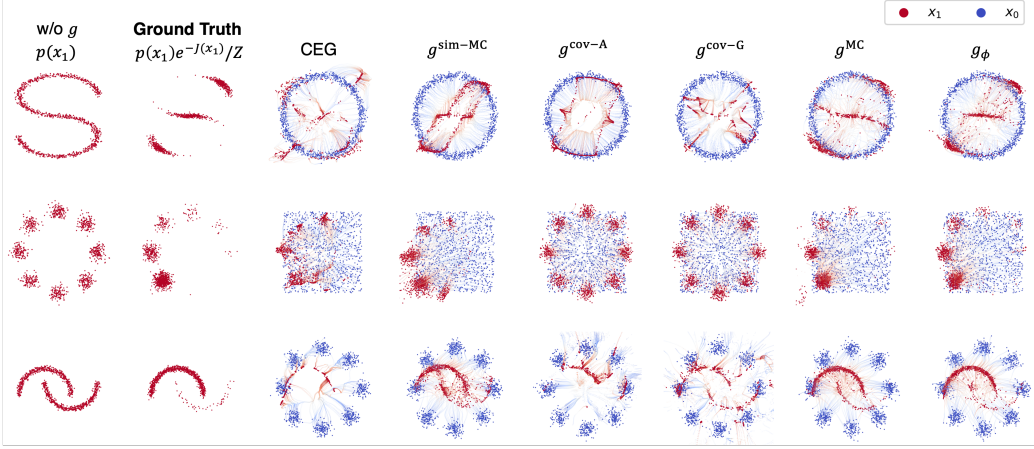 x₁ x₀
w/o g
p(x₁)
Ground Truth
p(x₁)e^{−J(x₁)}/Z
CEG
g^{sim−MC}
g^{cov−A}
g^{cov−G}
g^{MC}
g_ϕ